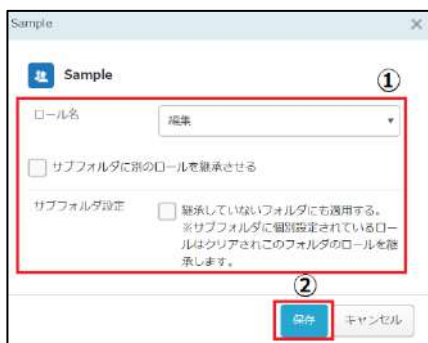 Sample
×
Sample
①
ロール名
編集
サブフォルダに別のロールを継承させる
サブフォルダ設定
継承していないフォルダにも適用する。
※サブフォルダに個別設定されているロー
ルはクリアされこのフォルダのロールを継
承します。
②
保存
キャンセル